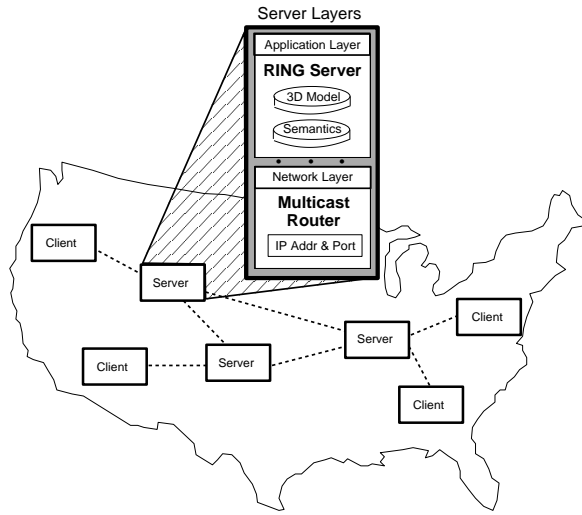 Server Layers
Application Layer
RING Server
3D Model
Semantics
Network Layer
Multicast
Router
IP Addr & Port
Client
Server
Client
Server
Server
Client
Client